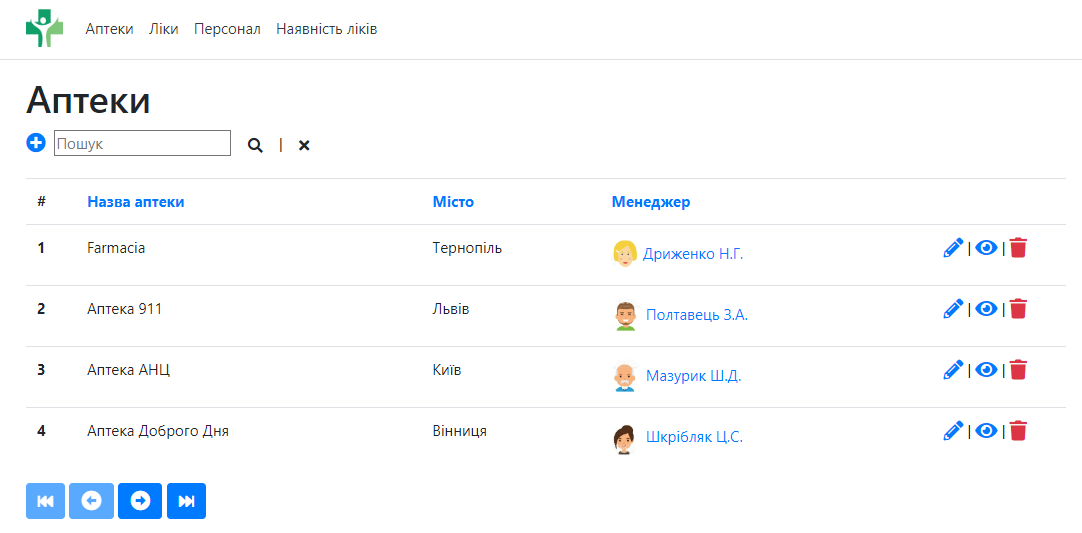 Аптеки Ліки Персонал Наявність ліків
Аптеки
Пошук |
# Назва аптеки Місто Менеджер
1 Farmacia Тернопіль Дриженко Н.Г. | |
2 Аптека 911 Львів Полтавець З.А. | |
3 Аптека АНЦ Київ Мазурик Ш.Д. | |
4 Аптека Доброго Дня Вінниця Шкрібляк Ц.С. | |